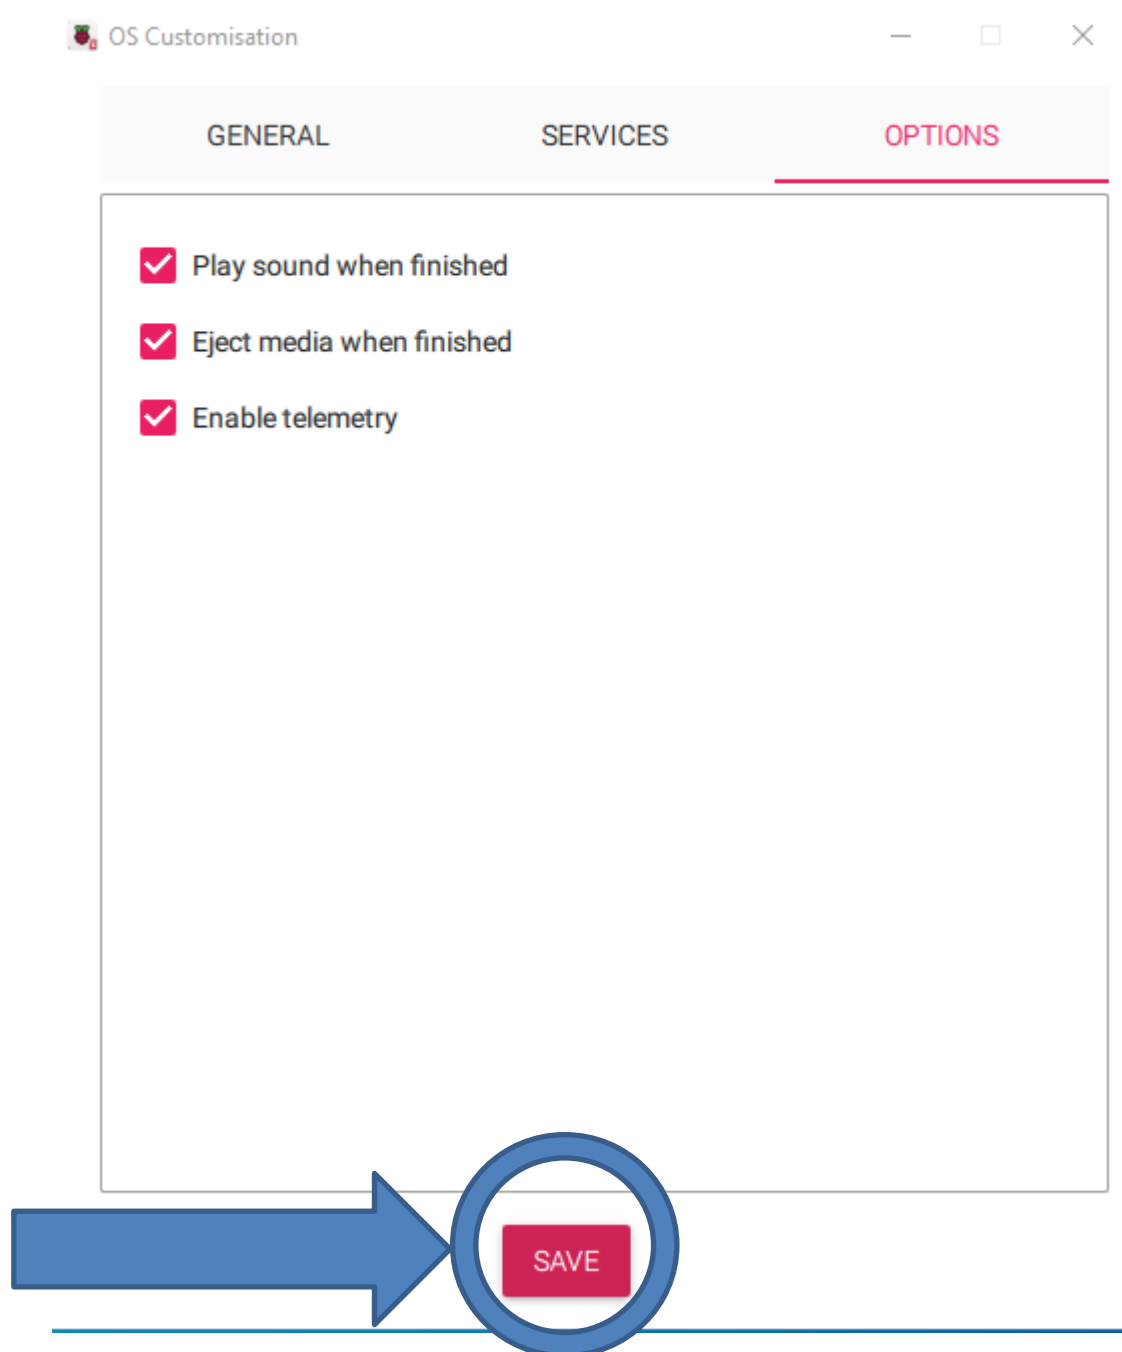 OS Customisation
GENERAL
SERVICES
OPTIONS
Play sound when finished
Eject media when finished
Enable telemetry
SAVE